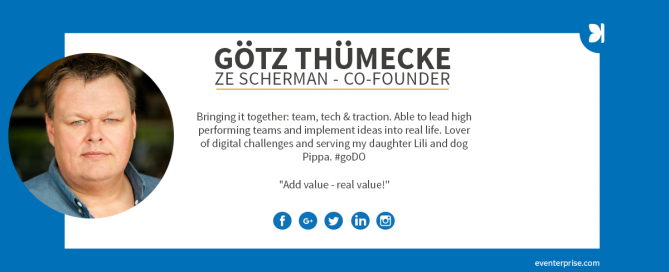 GÖTZ THÜMECKE
ZE SCHERMAN - CO-FOUNDER
Bringing it together: team, tech & traction. Able to lead high
performing teams and implement ideas into real life. Lover
of digital challenges and serving my daughter Lili and dog
Pippa. #goDO
"Add value - real value!"
eventerprise.com